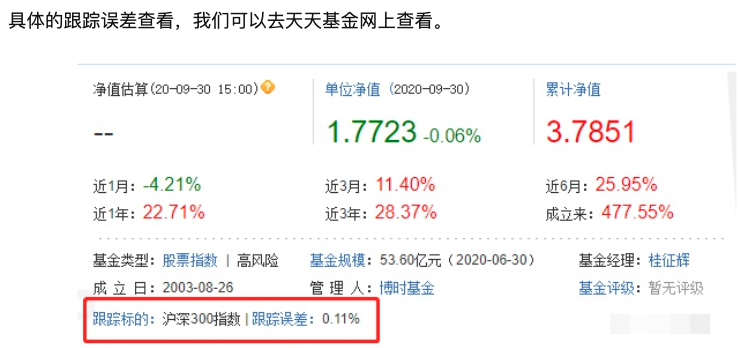 具体的跟踪误差查看，我们可以去天天基金网上查看。
净值估算(20-09-30 15:00) 单位净值 (2020-09-30) 累计净值
-- 1.7723 -0.06% 3.7851
近1月：-4.21% 近3月：11.40% 近6月：25.95%
近1年：22.71% 近3年：28.37% 成立来：477.55%
基金类型：股票指数 | 高风险 基金规模：53.60亿元（2020-06-30） 基金经理：桂征辉
成 立 日：2003-08-26 管 理 人：博时基金 基金评级：暂无评级
跟踪标的：沪深300指数 | 跟踪误差：0.11%